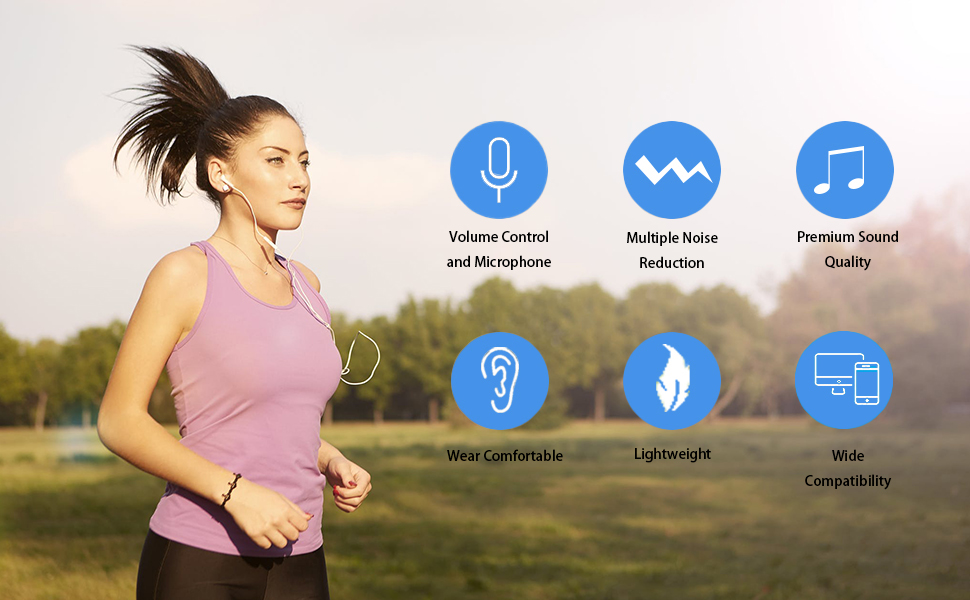 Volume Control
and Microphone
Multiple Noise
Reduction
Premium Sound
Quality
Wear Comfortable
Lightweight
Wide
Compatibility